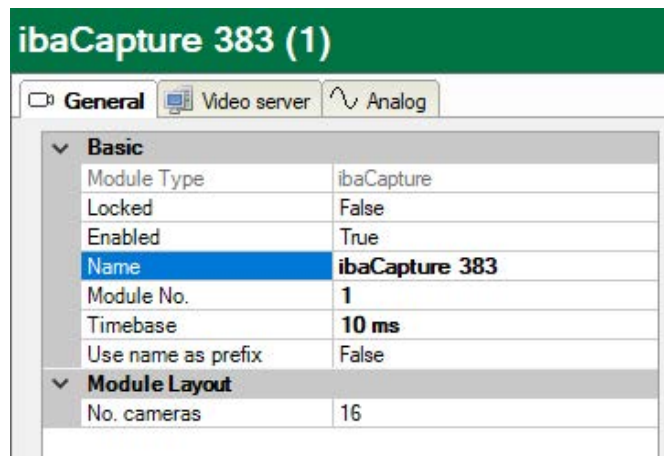 ibaCapture 383 (1)
General Video server Analog
Basic
Module Type ibaCapture
Locked False
Enabled True
Name ibaCapture 383
Module No. 1
Timebase 10 ms
Use name as prefix False
Module Layout
No. cameras 16